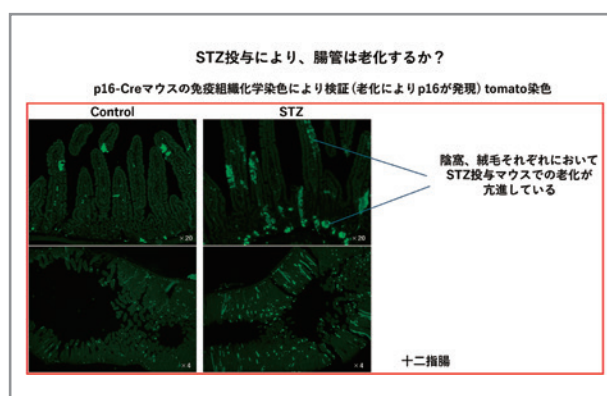 STZ投与により、腸管は老化するか?
p16-Creマウスの免疫組織化学染色により検証(老化によりp16が発現) tomato染色
Control
STZ
陰窩、絨毛それぞれにおいて
STZ投与マウスでの老化が
亢進している
×20
×20
×4
×4
十二指腸